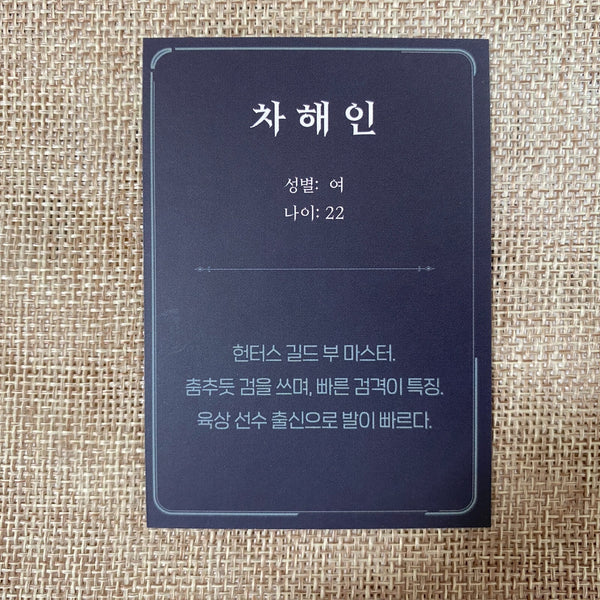 차해인
성별: 여
나이: 22
헌터스 길드 부 마스터.
춤추듯 검을 쓰며, 빠른 검격이 특징.
육상 선수 출신으로 발이 빠르다.